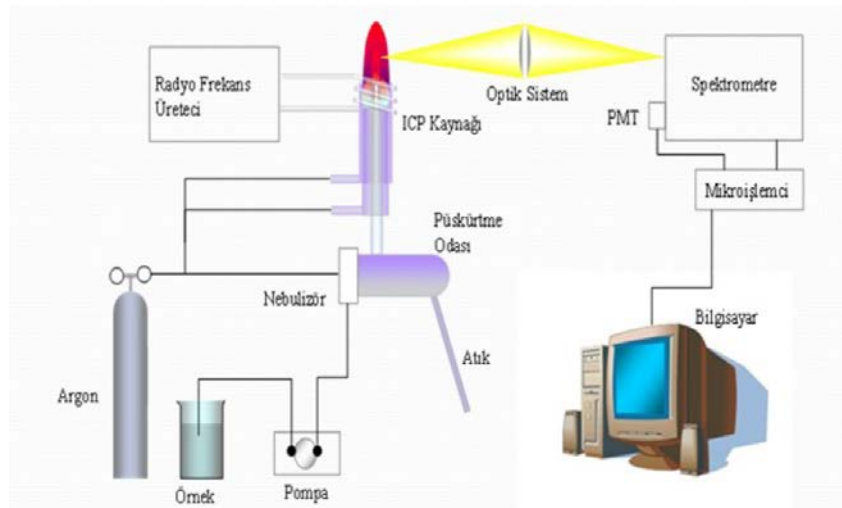 Radyo Frekans
Üreteci
ICP Kaynağı
Optik Sistem
Spektrometre
PMT
Mikroişlemci
Püskürtme
Odası
Nebulizör
Bilgisayar
Atık
Argon
Örnek
Pompa